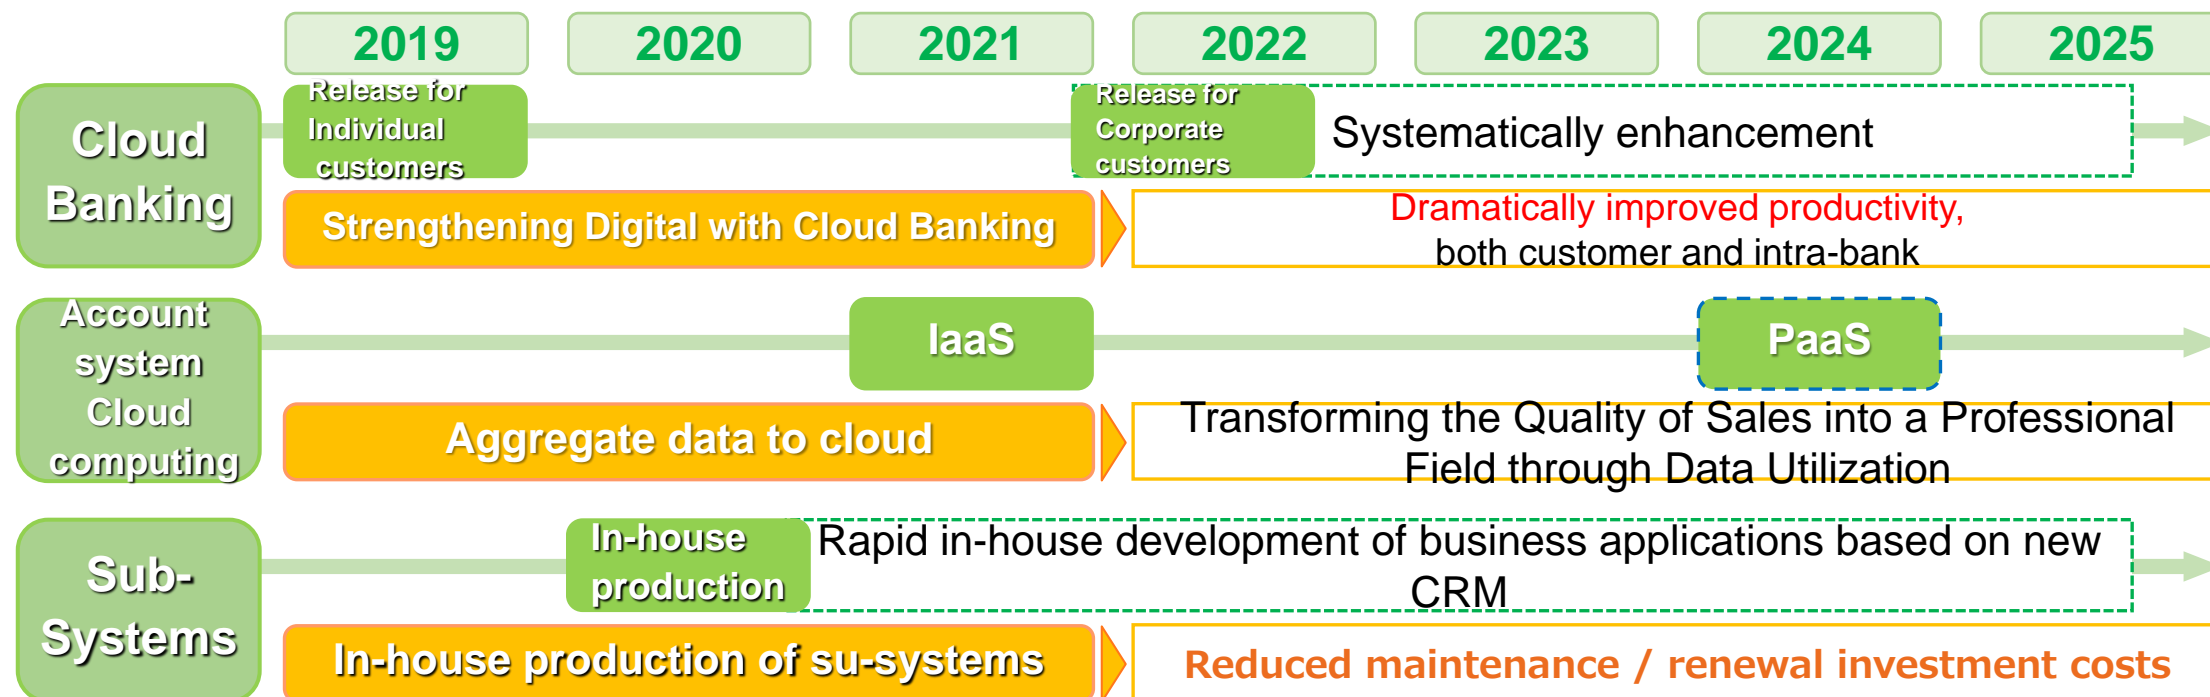 2019
2020
2021
2022
2023
2024
2025
Cloud
Banking
Release for
Individual
customers
Release for
Corporate
customers
Systematically enhancement
Strengthening Digital with Cloud Banking
Dramatically improved productivity,
both customer and intra-bank
Account
system
Cloud
computing
IaaS
PaaS
Aggregate data to cloud
Transforming the Quality of Sales into a Professional
Field through Data Utilization
Sub-
Systems
In-house
production
Rapid in-house development of business applications based on new
CRM
In-house production of su-systems
Reduced maintenance / renewal investment costs